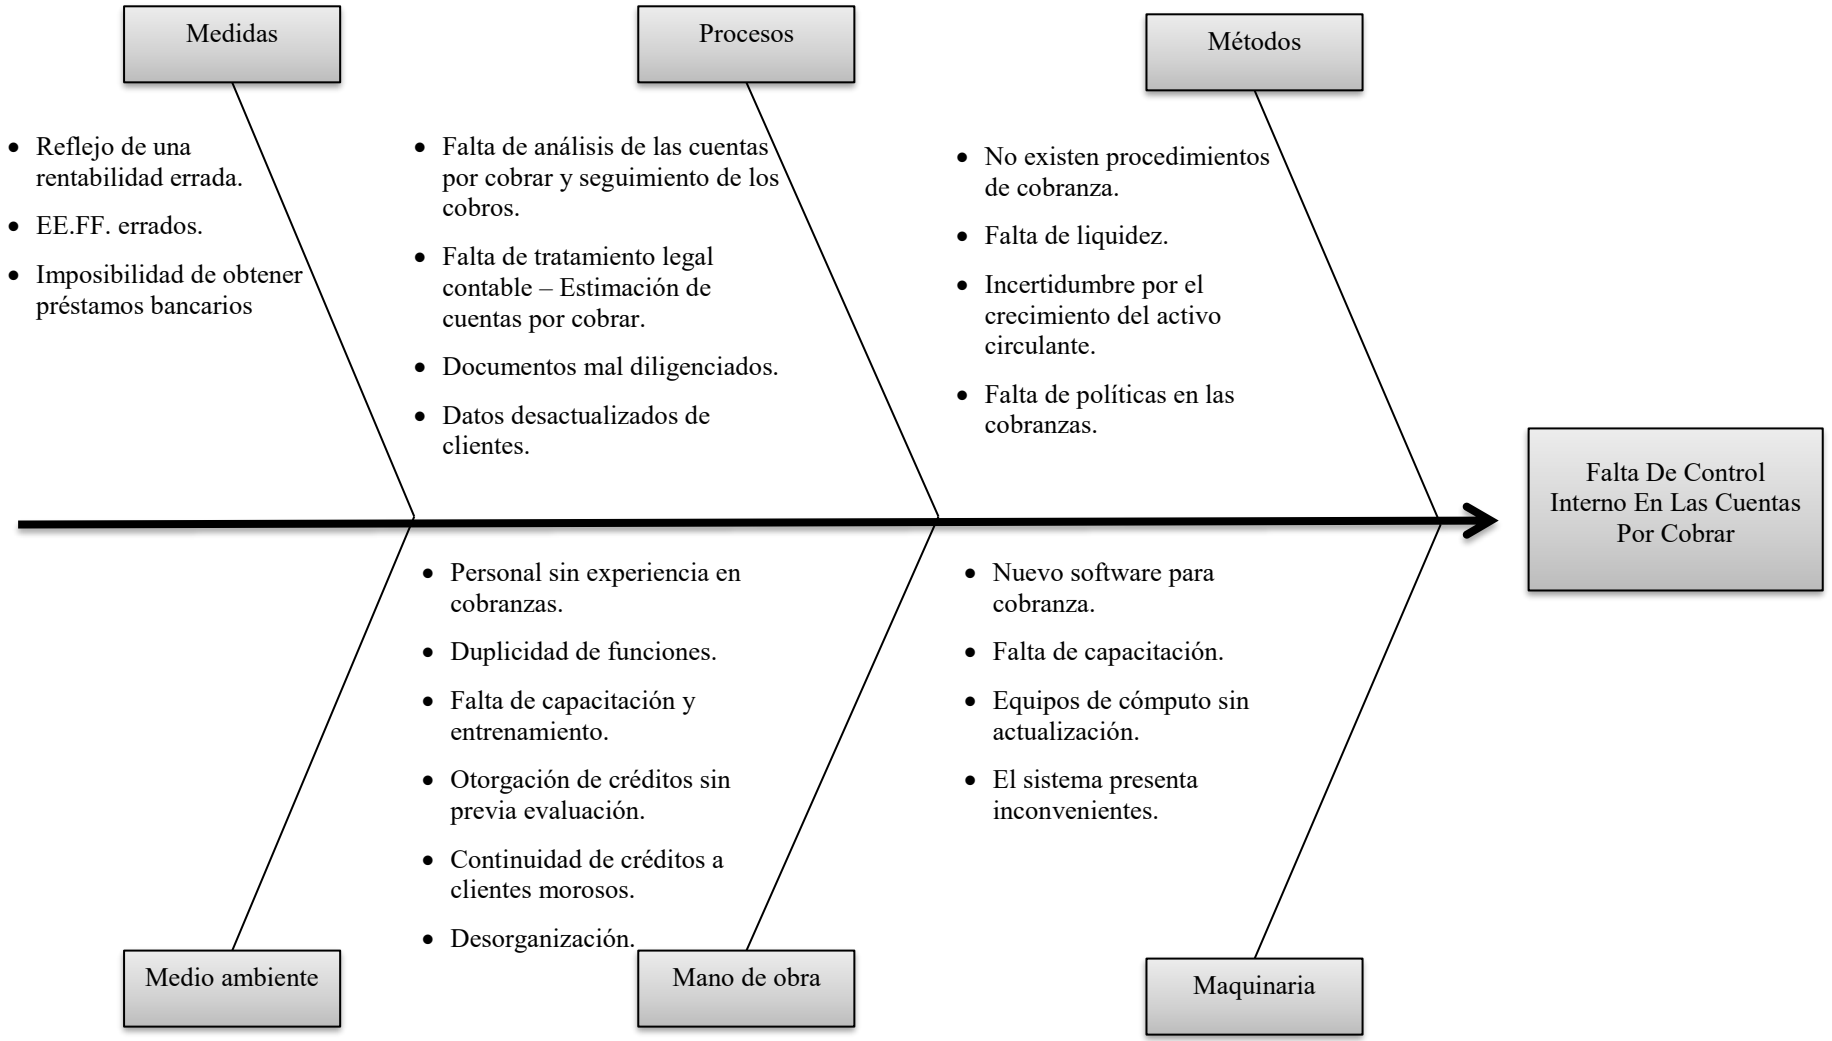 Medidas
Procesos
Métodos
• Reflejo de una
rentabilidad errada.
• EE.FF. errados.
• Imposibilidad de obtener
préstamos bancarios
• Falta de análisis de las cuentas
por cobrar y seguimiento de los
cobros.
• Falta de tratamiento legal
contable – Estimación de
cuentas por cobrar.
• Documentos mal diligenciados.
• Datos desactualizados de
clientes.
• No existen procedimientos
de cobranza.
• Falta de liquidez.
• Incertidumbre por el
crecimiento del activo
circulante.
• Falta de políticas en las
cobranzas.
Falta De Control
Interno En Las Cuentas
Por Cobrar
• Personal sin experiencia en
cobranzas.
• Duplicidad de funciones.
• Falta de capacitación y
entrenamiento.
• Otorgación de créditos sin
previa evaluación.
• Continuidad de créditos a
clientes morosos.
• Desorganización.
• Nuevo software para
cobranza.
• Falta de capacitación.
• Equipos de cómputo sin
actualización.
• El sistema presenta
inconvenientes.
Medio ambiente
Mano de obra
Maquinaria